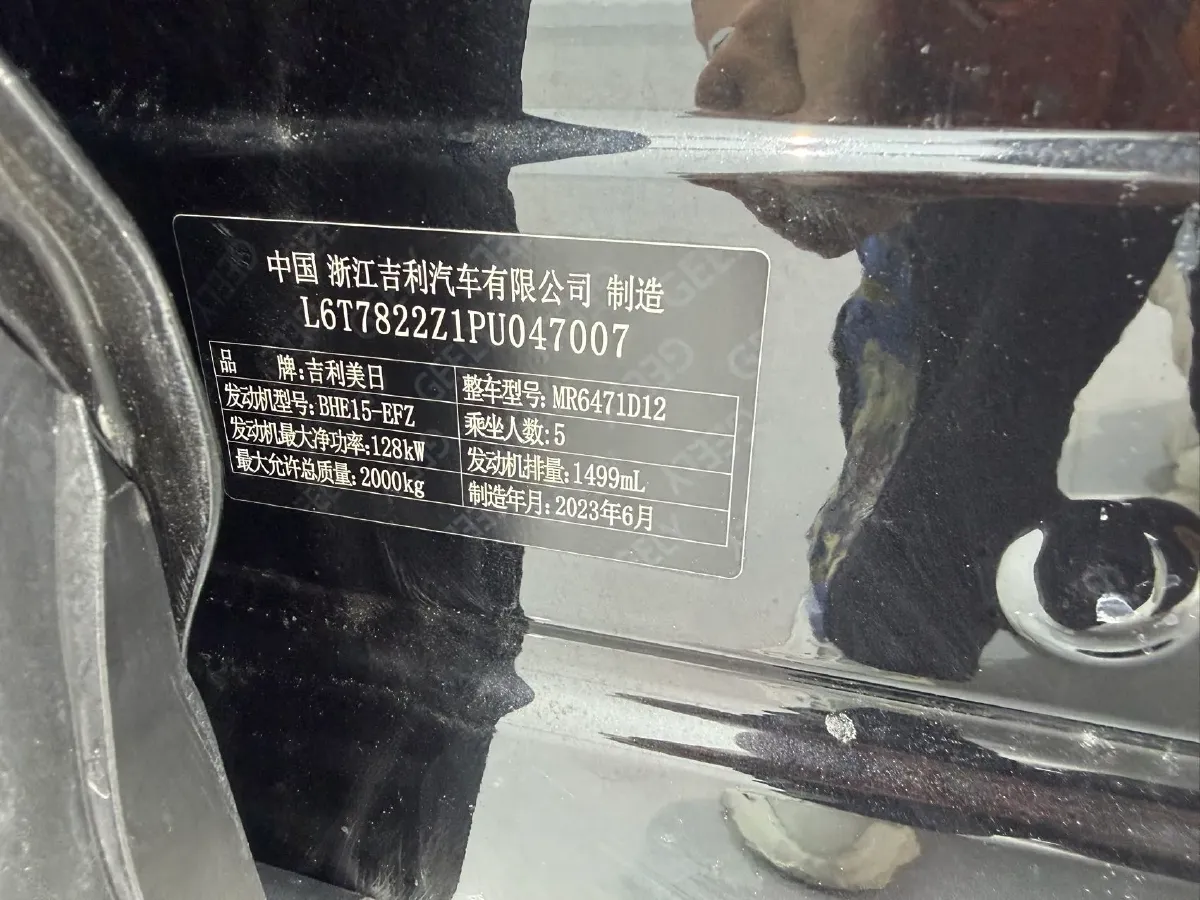 中国 浙江吉利汽车有限公司 制造
L6T7822Z1PU047007
品 牌:吉利美日 整车型号:MR6471D12
发动机型号:BHE15-EFZ 乘坐人数:5
发动机最大净功率:128kW 发动机排量:1499mL
最大允许总质量:2000kg 制造年月:2023年6月